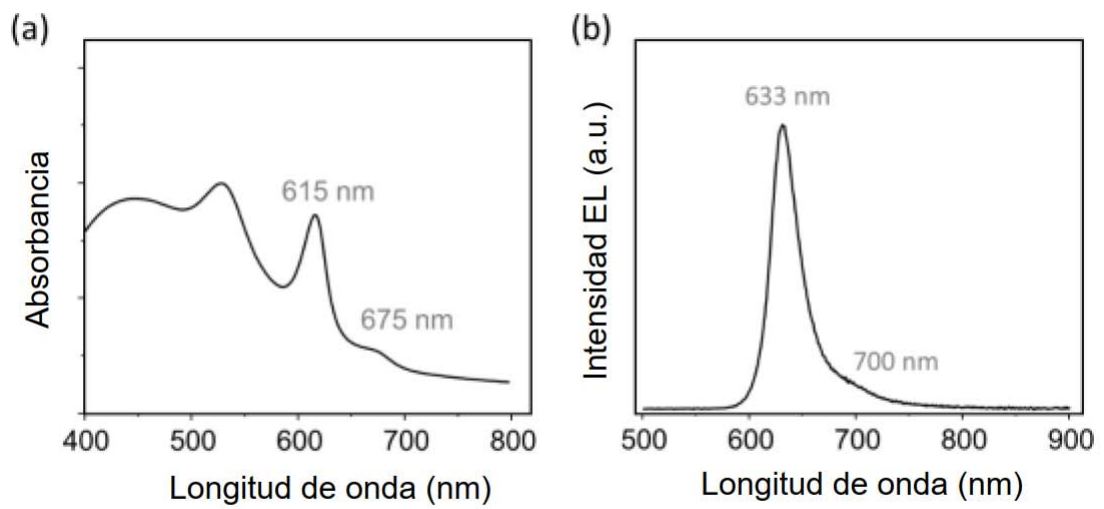 (a)
Absorbancia
615 nm
675 nm
400 500 600 700 800
Longitud de onda (nm)
(b)
Intensidad EL (a.u.)
633 nm
700 nm
500 600 700 800 900
Longitud de onda (nm)